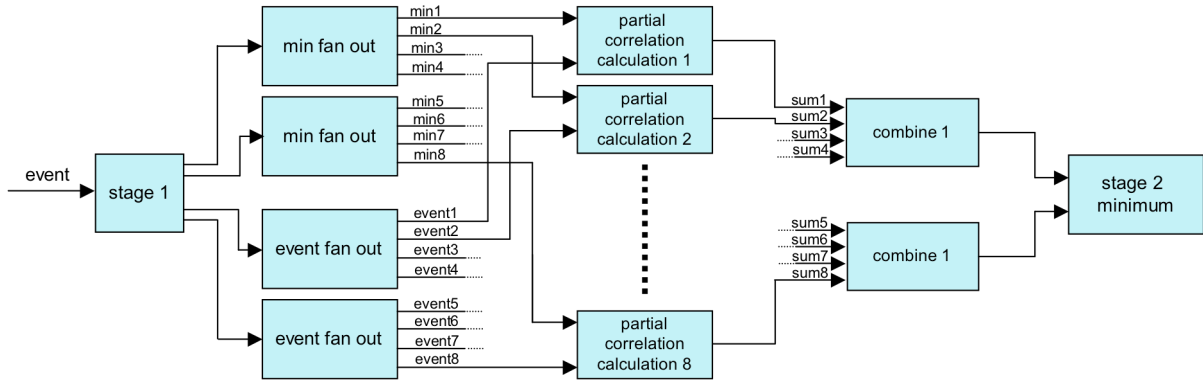 event
stage 1
min fan out
min1
min2
min3
min4
min fan out
min5
min6
min7
min8
event fan out
event1
event2
event3
event4
event fan out
event5
event6
event7
event8
partial
correlation
calculation 1
partial
correlation
calculation 2
partial
correlation
calculation 8
sum1
sum2
sum3
sum4
combine 1
sum5
sum6
sum7
sum8
combine 1
stage 2
minimum